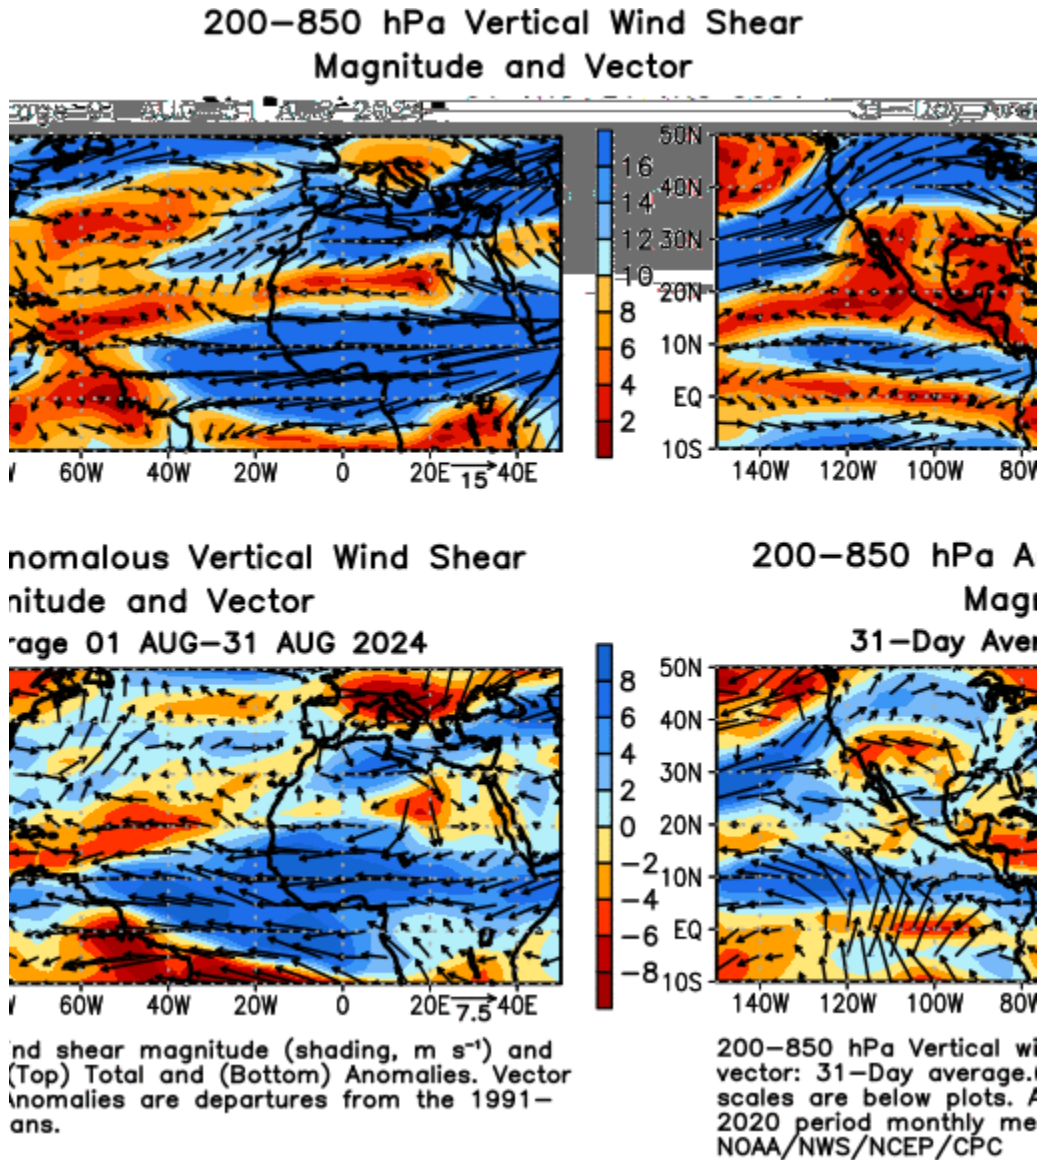 200-850 hPa Vertical Wind Shear
Magnitude and Vector
16
14
12
10
8
6
4
2
50N
40N
30N
20N
10N
EQ
10S
60W 40W 20W 0 20E 40E
15
140W 120W 100W 80W
nomalous Vertical Wind Shear
nitude and Vector
rage 01 AUG-31 AUG 2024
200-850 hPa A
Magn
31-Day Aver
8
6
4
2
0
-2
-4
-6
-8
50N
40N
30N
20N
10N
EQ
10S
60W 40W 20W 0 20E 40E
7.5
140W 120W 100W 80W
nd shear magnitude (shading, m s⁻¹) and
(Top) Total and (Bottom) Anomalies. Vector
Anomalies are departures from the 1991-
ans.
200-850 hPa Vertical wi
vector: 31-Day average.
scales are below plots. A
2020 period monthly me
NOAA/NWS/NCEP/CPC